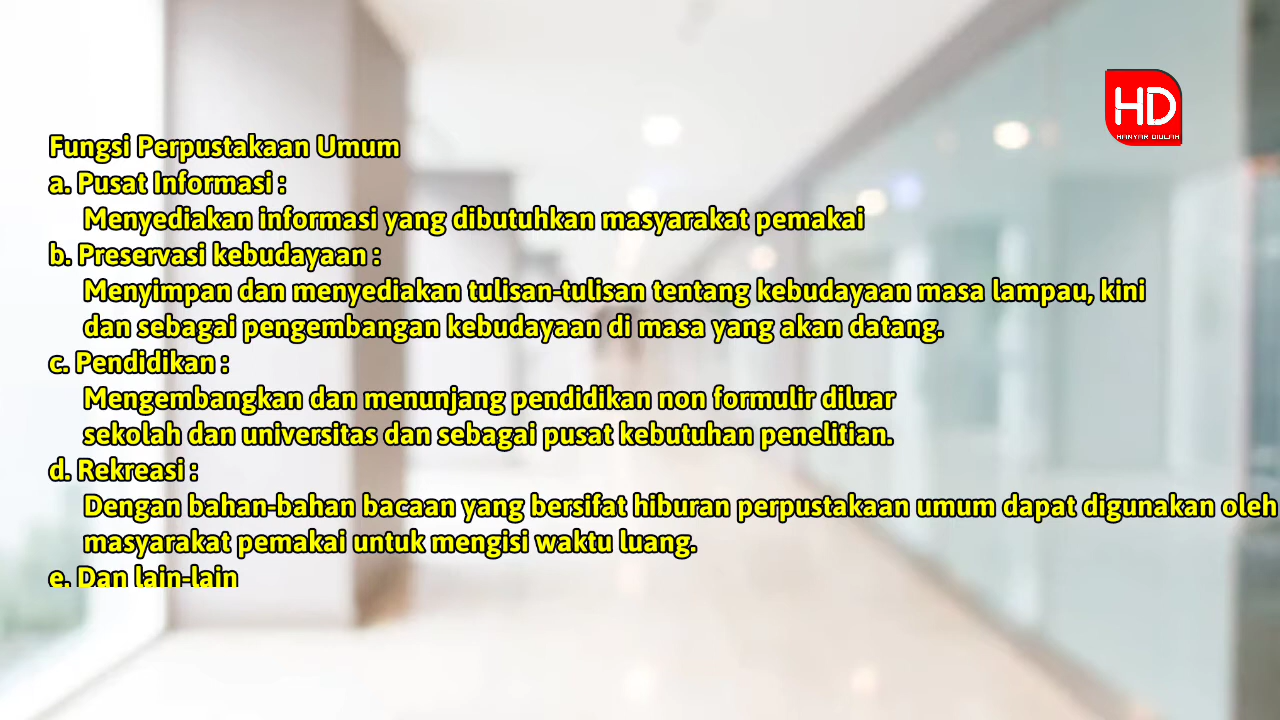 HD
HANYAR DIULAH
Fungsi Perpustakaan Umum
a. Pusat Informasi :
Menyediakan informasi yang dibutuhkan masyarakat pemakai
b. Preservasi kebudayaan :
Menyimpan dan menyediakan tulisan-tulisan tentang kebudayaan masa lampau, kini
dan sebagai pengembangan kebudayaan di masa yang akan datang.
c. Pendidikan :
Mengembangkan dan menunjang pendidikan non formulir diluar
sekolah dan universitas dan sebagai pusat kebutuhan penelitian.
d. Rekreasi :
Dengan bahan-bahan bacaan yang bersifat hiburan perpustakaan umum dapat digunakan oleh
masyarakat pemakai untuk mengisi waktu luang.
e. Dan lain-lain